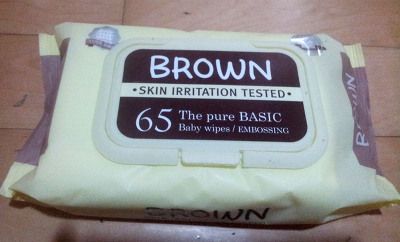 BROWN
• SKIN IRRITATION TESTED •
65 The pure BASIC
Baby wipes / EMBOSSING
BROWN
BROWN